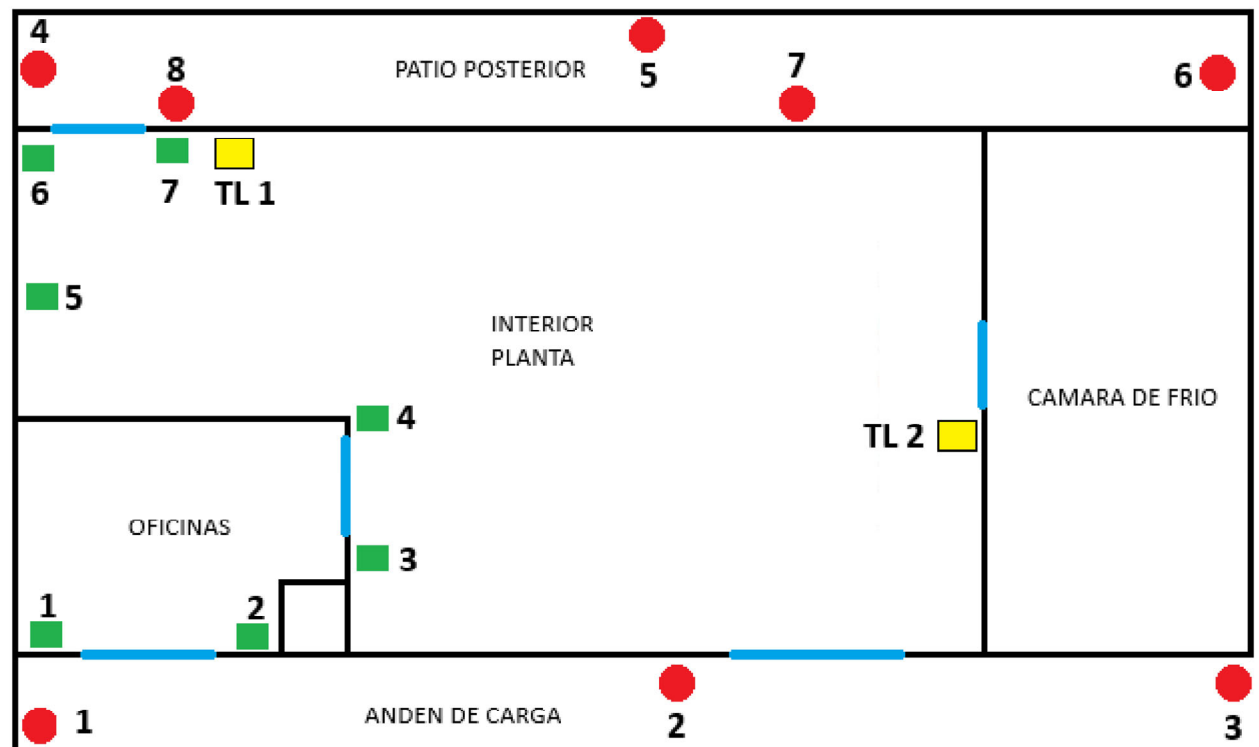 4
8
PATIO POSTERIOR
5
7
6
6
7
TL 1
5
INTERIOR
PLANTA
4
TL 2
CAMARA DE FRIO
OFICINAS
3
1
2
1
ANDEN DE CARGA
2
3